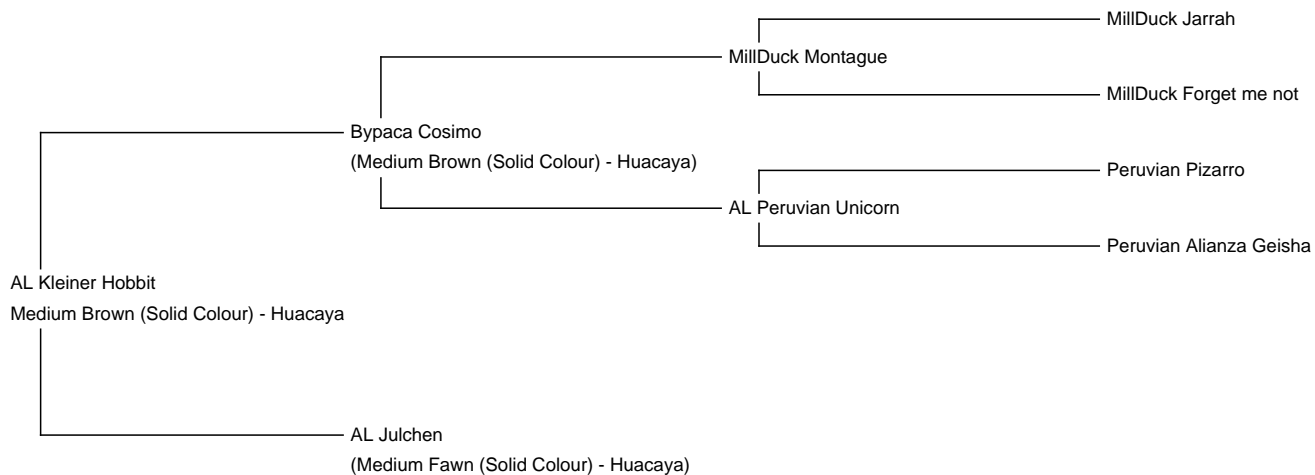 MillDuck Jarrah
MillDuck Montague
MillDuck Forget me not
Bypaca Cosimo
(Medium Brown (Solid Colour) - Huacaya)
Peruvian Pizarro
AL Peruvian Unicorn
Peruvian Alianza Geisha
AL Kleiner Hobbit
Medium Brown (Solid Colour) - Huacaya
AL Julchen
(Medium Fawn (Solid Colour) - Huacaya)